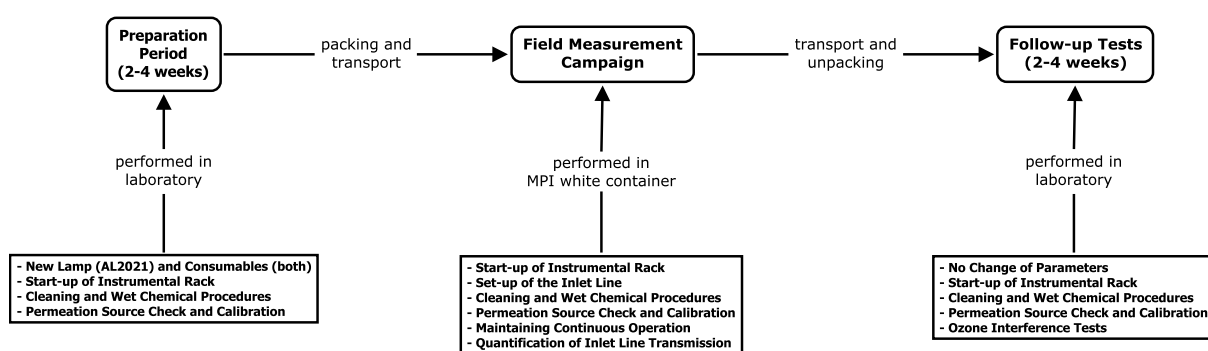 Preparation
Period
(2-4 weeks)
packing and
transport
Field Measurement
Campaign
transport and
unpacking
Follow-up Tests
(2-4 weeks)
performed in
laboratory
performed in
MPI white container
performed in
laboratory
- New Lamp (AL2021) and Consumables (both)
- Start-up of Instrumental Rack
- Cleaning and Wet Chemical Procedures
- Permeation Source Check and Calibration
- Start-up of Instrumental Rack
- Set-up of the Inlet Line
- Cleaning and Wet Chemical Procedures
- Permeation Source Check and Calibration
- Maintaining Continuous Operation
- Quantification of Inlet Line Transmission
- No Change of Parameters
- Start-up of Instrumental Rack
- Cleaning and Wet Chemical Procedures
- Permeation Source Check and Calibration
- Ozone Interference Tests